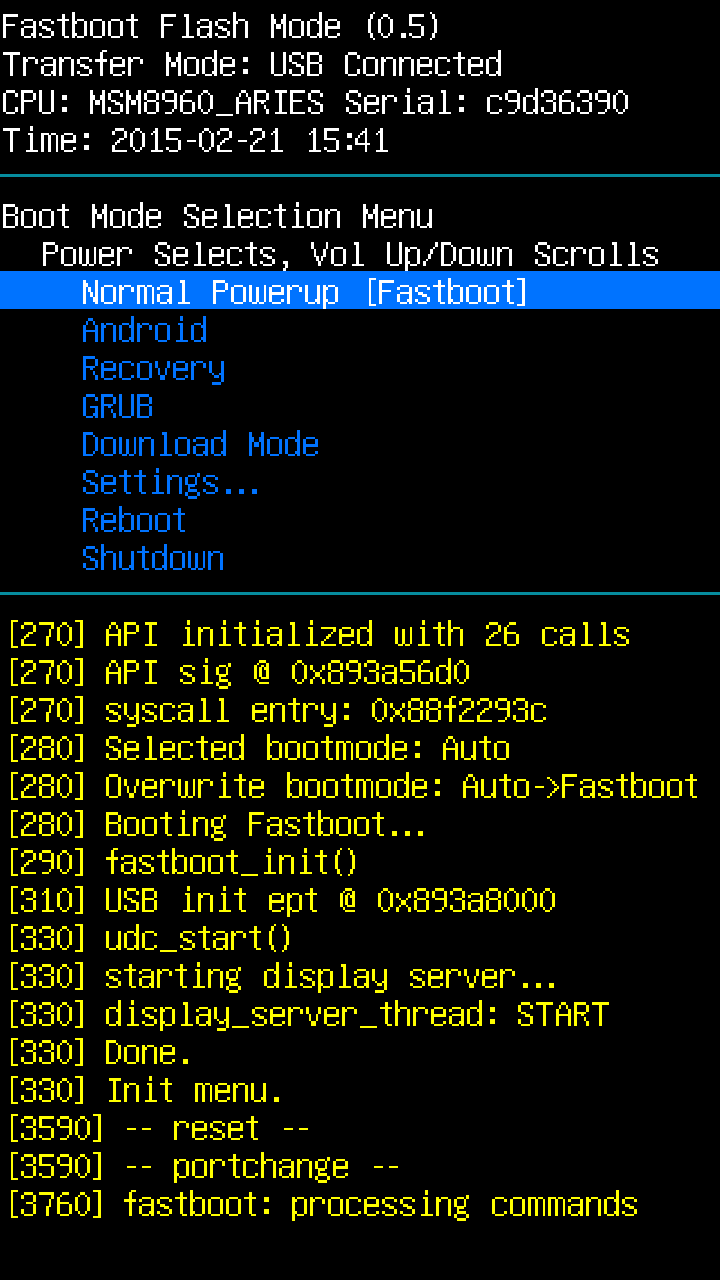 Fastboot Flash Mode (0.5)
Transfer Mode: USB Connected
CPU: MSM8960_ARIES Serial: c9d36390
Time: 2015-02-21 15:41
Boot Mode Selection Menu
Power Selects, Vol Up/Down Scrolls
Normal Powerup [Fastboot]
Android
Recovery
GRUB
Download Mode
Settings...
Reboot
Shutdown
[270] API initialized with 26 calls
[270] API sig @ 0x893a56d0
[270] syscall entry: 0x88f2293c
[280] Selected bootmode: Auto
[280] Overwrite bootmode: Auto->Fastboot
[280] Booting Fastboot...
[290] fastboot_init()
[310] USB init ept @ 0x893a8000
[330] udc_start()
[330] starting display server...
[330] display_server_thread: START
[330] Done.
[330] Init menu.
[3590] -- reset --
[3590] -- portchange --
[3760] fastboot: processing commands